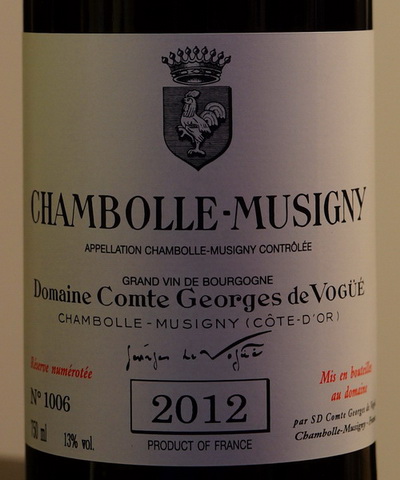 CHAMBOLLE-MUSIGNY
APPELLATION CHAMBOLLE-MUSIGNY CONTRÔLÉE
GRAND VIN DE BOURGOGNE
Domaine Comte Georges de VOGÜÉ
CHAMBOLLE-MUSIGNY (CÔTE-D'OR)
Georges de Vogüé
Réserve numérotée
N° 1006
750 ml 13% vol.
2012
PRODUCT OF FRANCE
Mis en bouteille
au domaine
par SD Comte Georges de
Chambolle-Musigny